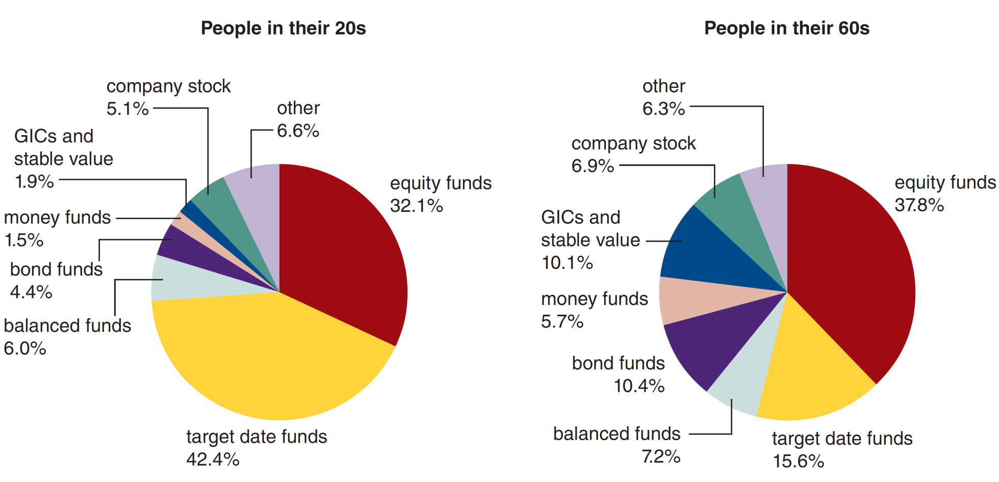 People in their 20s
company stock
5.1%
other
6.6%
GICs and
stable value
1.9%
equity funds
32.1%
money funds
1.5%
bond funds
4.4%
balanced funds
6.0%
target date funds
42.4%
People in their 60s
other
6.3%
company stock
6.9%
equity funds
37.8%
GICs and
stable value
10.1%
money funds
5.7%
bond funds
10.4%
balanced funds
7.2%
target date funds
15.6%